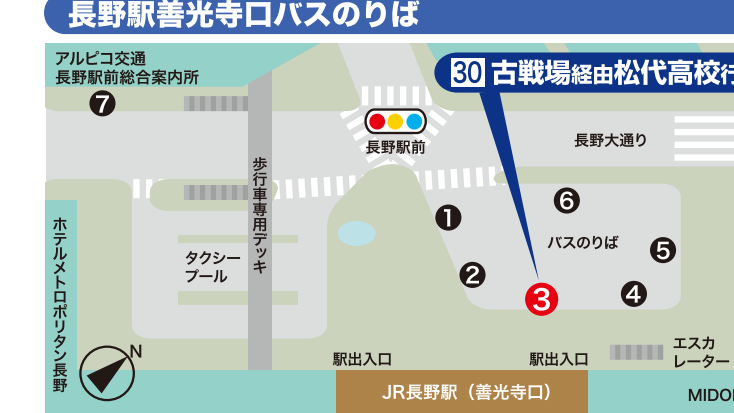 長野駅善光寺口バスのりば
アルピコ交通
長野駅前総合案内所
7
30 古戦場経由松代高校行
長野駅前
長野大通り
歩行車専用デッキ
ホテルメトロポリタン長野
タクシー
プール
1
2
3
4
5
6
バスのりば
N
駅出入口
駅出入口
エスカ
レーター
JR長野駅（善光寺口）
MIDO